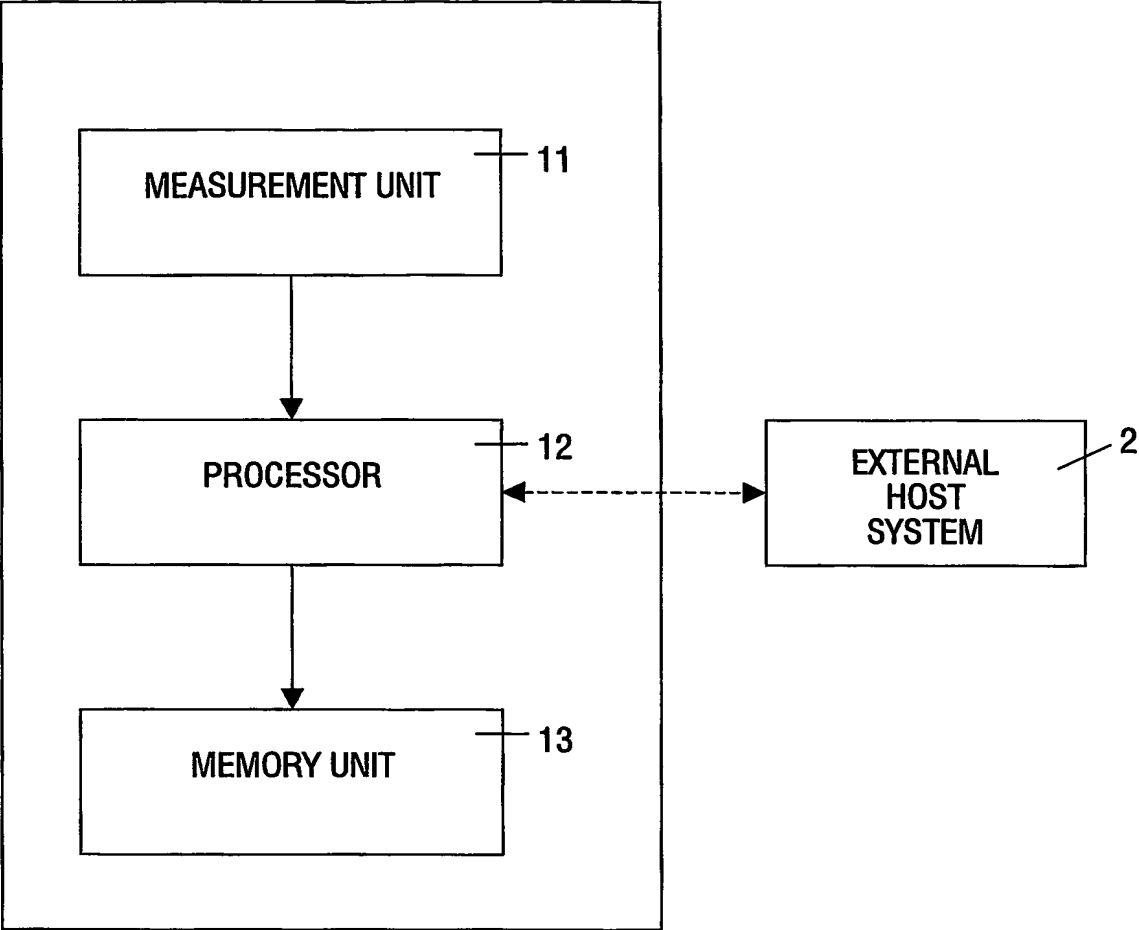 11
MEASUREMENT UNIT
12
PROCESSOR
2
EXTERNAL
HOST
SYSTEM
13
MEMORY UNIT